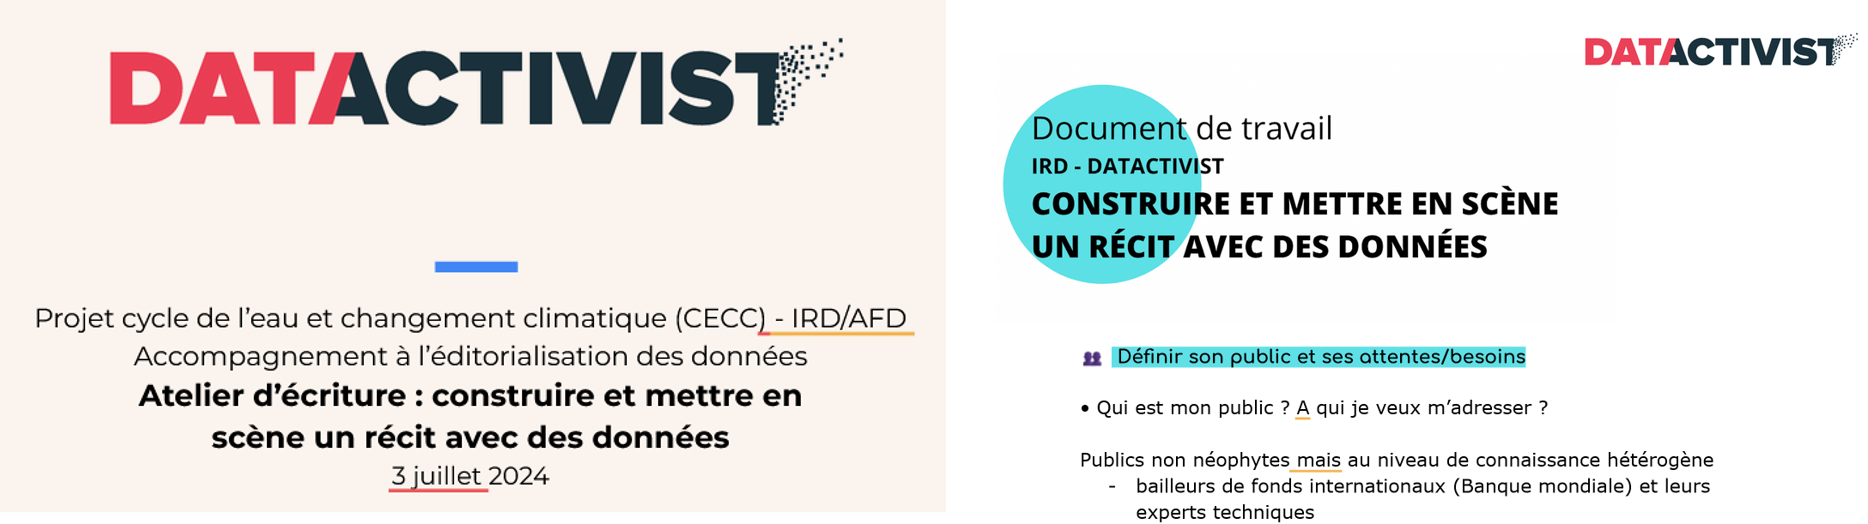 DATACTIVIST
Projet cycle de l’eau et changement climatique (CECC) - IRD/AFD
Accompagnement à l’éditorialisation des données
Atelier d’écriture : construire et mettre en
scène un récit avec des données
3 juillet 2024
DATACTIVIST
Document de travail
IRD - DATACTIVIST
CONSTRUIRE ET METTRE EN SCÈNE
UN RÉCIT AVEC DES DONNÉES
Définir son public et ses attentes/besoins
• Qui est mon public ? A qui je veux m’adresser ?
Publics non néophytes mais au niveau de connaissance hétérogène
- bailleurs de fonds internationaux (Banque mondiale) et leurs
experts techniques